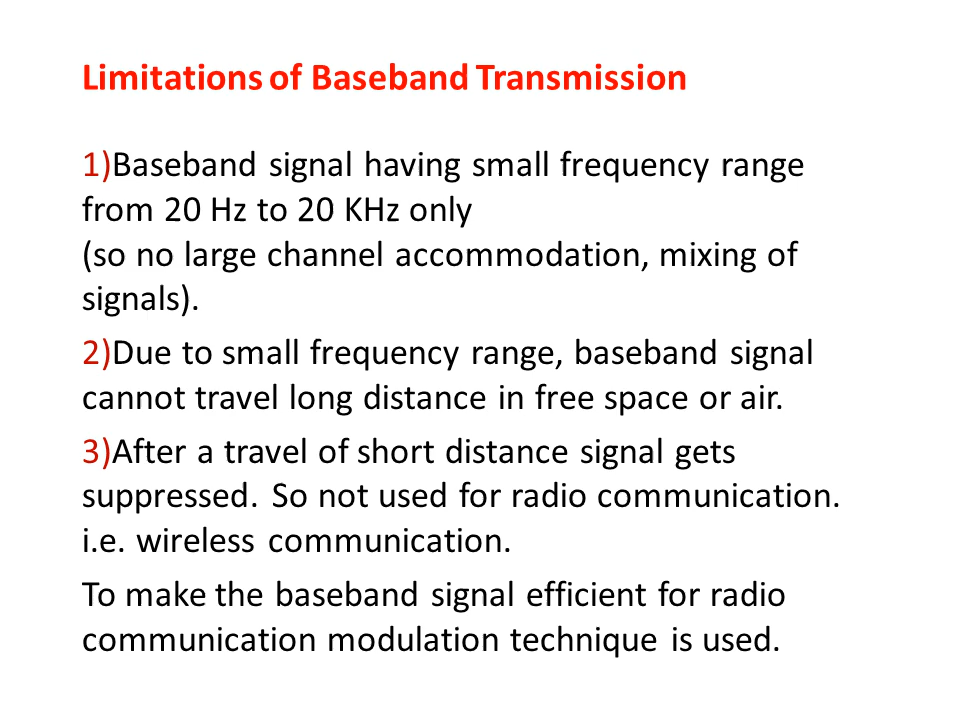 Limitations of Baseband Transmission
1)Baseband signal having small frequency range
from 20 Hz to 20 KHz only
(so no large channel accommodation, mixing of
signals).
2)Due to small frequency range, baseband signal
cannot travel long distance in free space or air.
3)After a travel of short distance signal gets
suppressed. So not used for radio communication.
i.e. wireless communication.
To make the baseband signal efficient for radio
communication modulation technique is used.